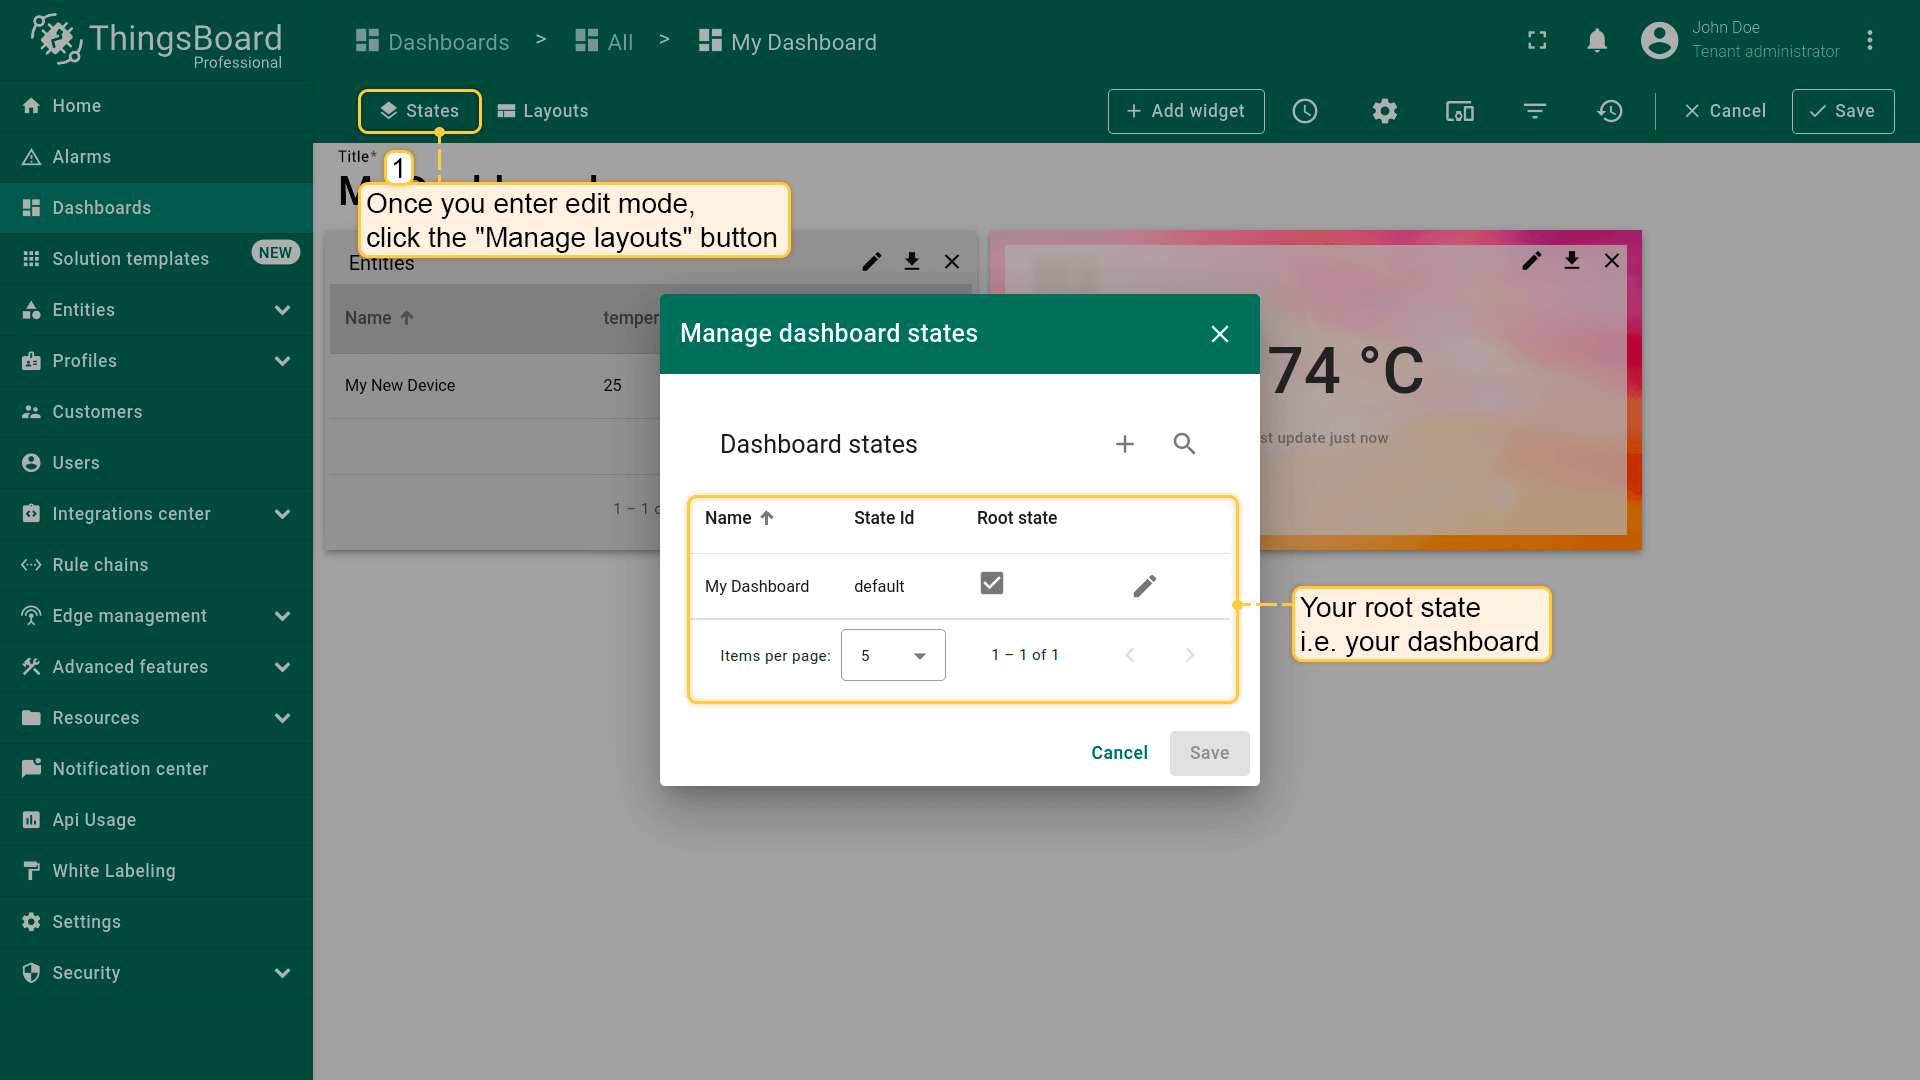 ThingsBoard
Professional
Dashboards > All > My Dashboard
John Doe
Tenant administrator
States
Layouts
Add widget
Cancel
Save
Home
Alarms
Dashboards
Solution templates
NEW
Entities
Profiles
Customers
Users
Integrations center
Rule chains
Edge management
Advanced features
Resources
Notification center
Api Usage
White Labeling
Settings
Security
Title*
1
Once you enter edit mode,
click the "Manage layouts" button
Entities
Name
temper
My New Device
25
1 – 1
74 °C
st update just now
Manage dashboard states
Dashboard states
Name
State Id
Root state
My Dashboard
default
Items per page:
5
1 – 1 of 1
Cancel
Save
Your root state
i.e. your dashboard